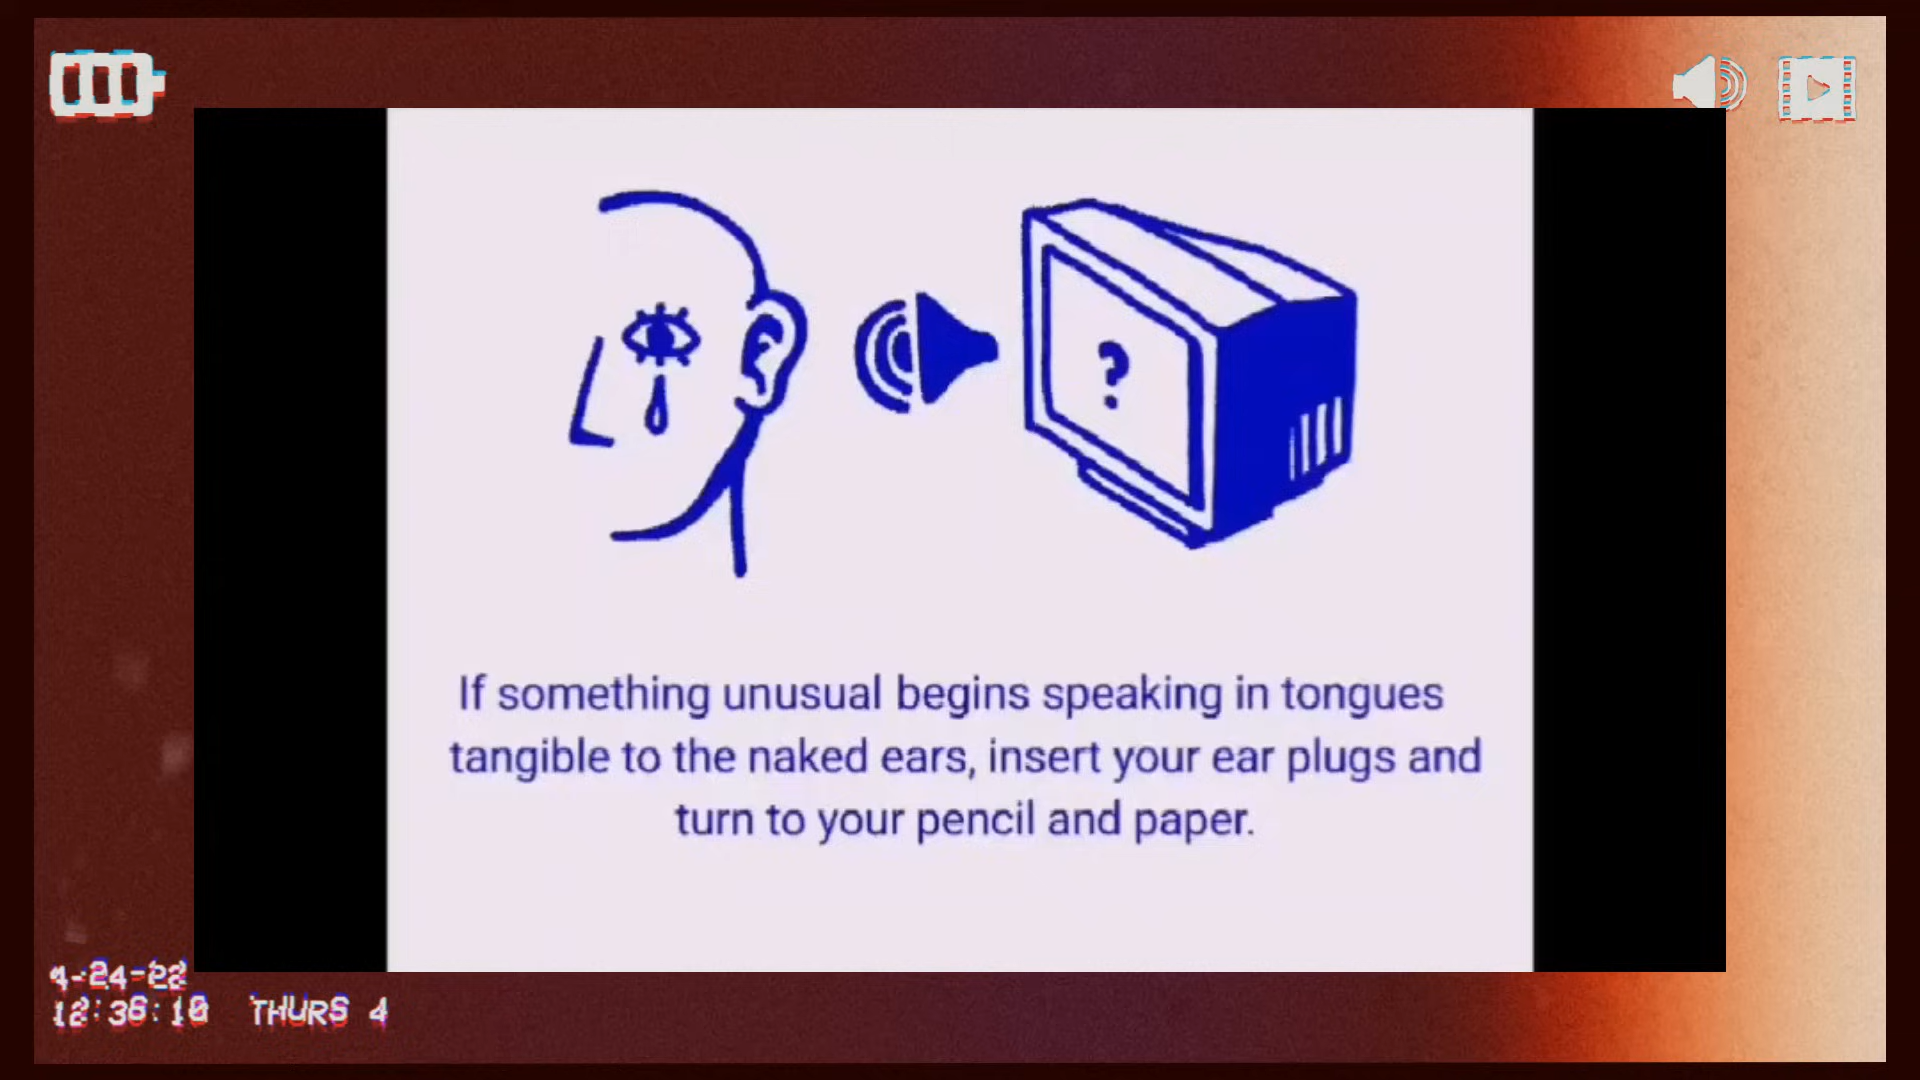 ?
If something unusual begins speaking in tongues
tangible to the naked ears, insert your ear plugs and
turn to your pencil and paper.
4-24-22
12:36:10 THURS 4